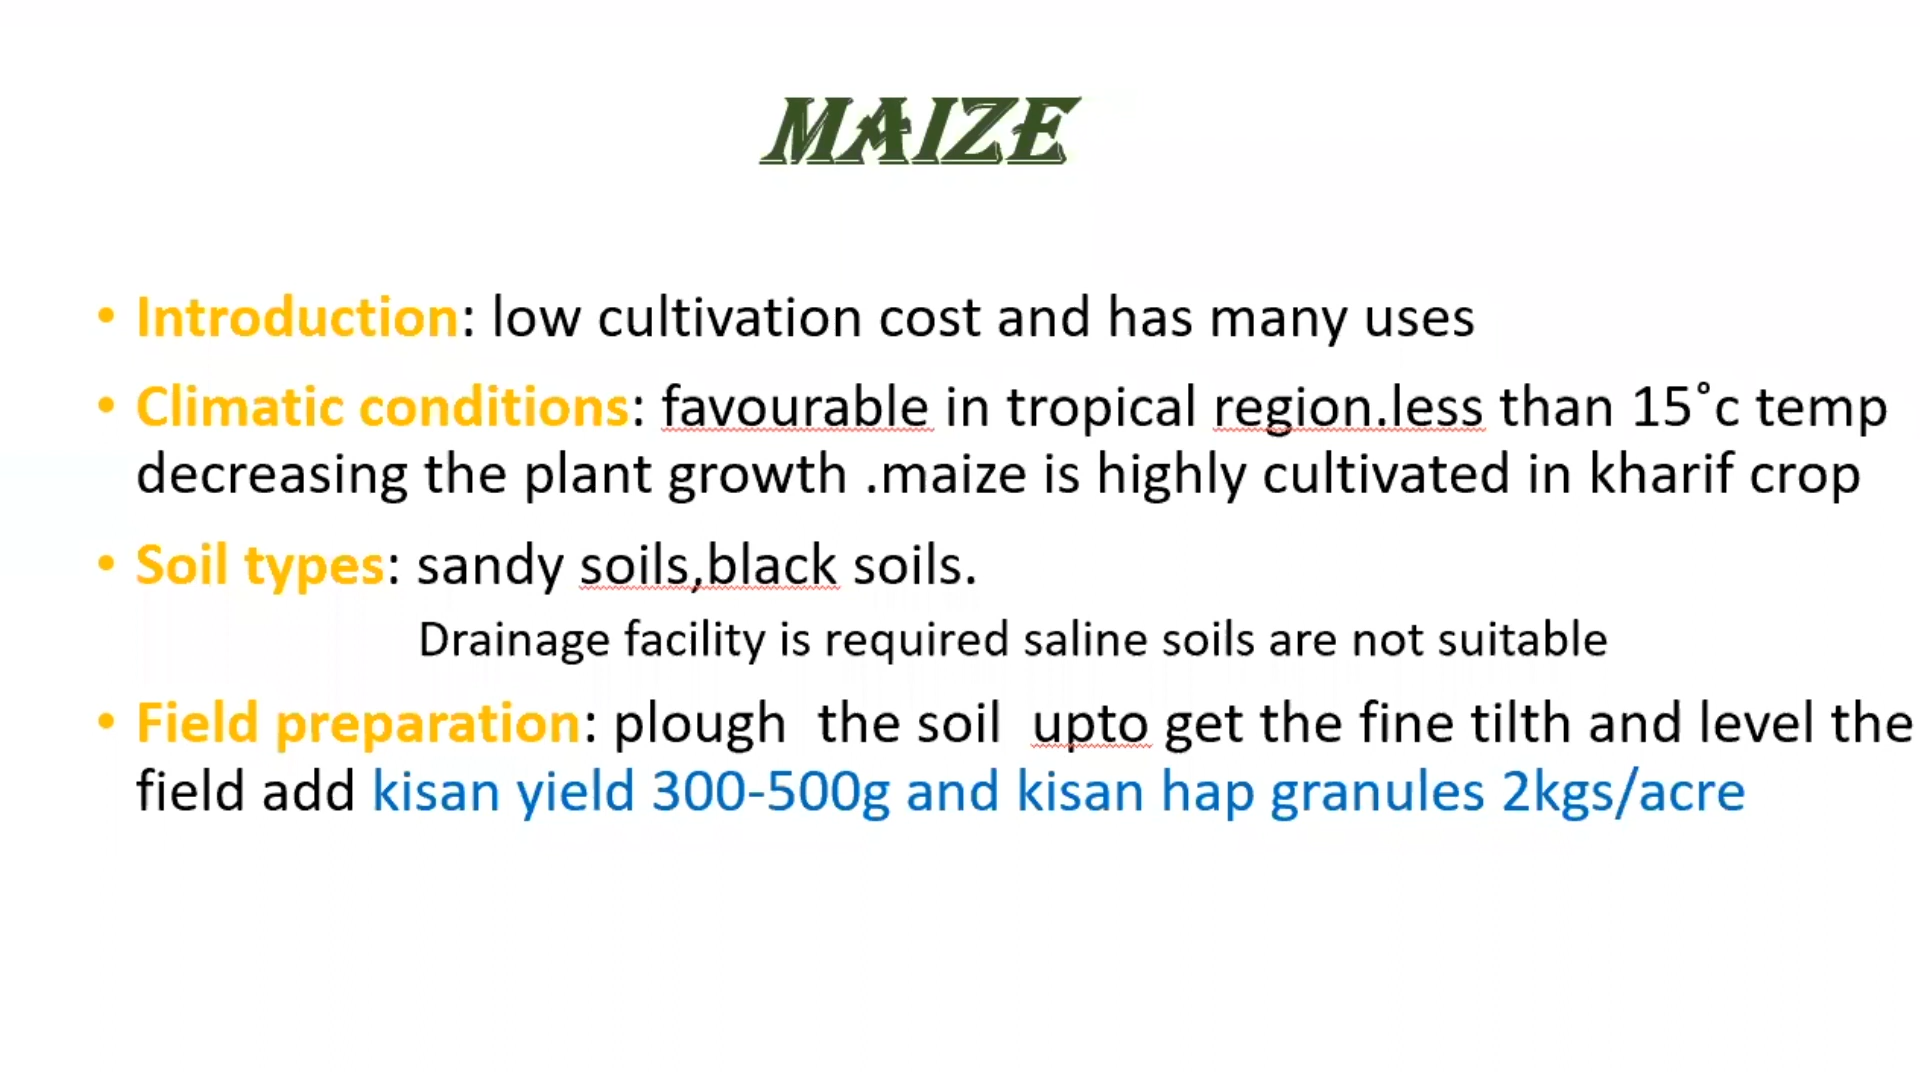 MAIZE
• Introduction: low cultivation cost and has many uses
• Climatic conditions: favourable in tropical region.less than 15˚c temp
decreasing the plant growth .maize is highly cultivated in kharif crop
• Soil types: sandy soils,black soils.
Drainage facility is required saline soils are not suitable
• Field preparation: plough  the soil  upto get the fine tilth and level the
field add kisan yield 300-500g and kisan hap granules 2kgs/acre